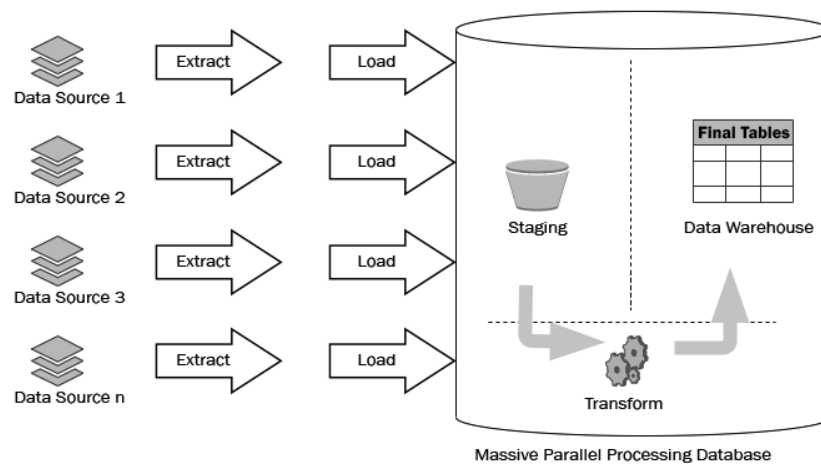 Extract
Load
Data Source 1
Extract
Load
Data Source 2
Final Tables
Staging
Data Warehouse
Extract
Load
Data Source 3
Extract
Load
Data Source n
Transform
Massive Parallel Processing Database